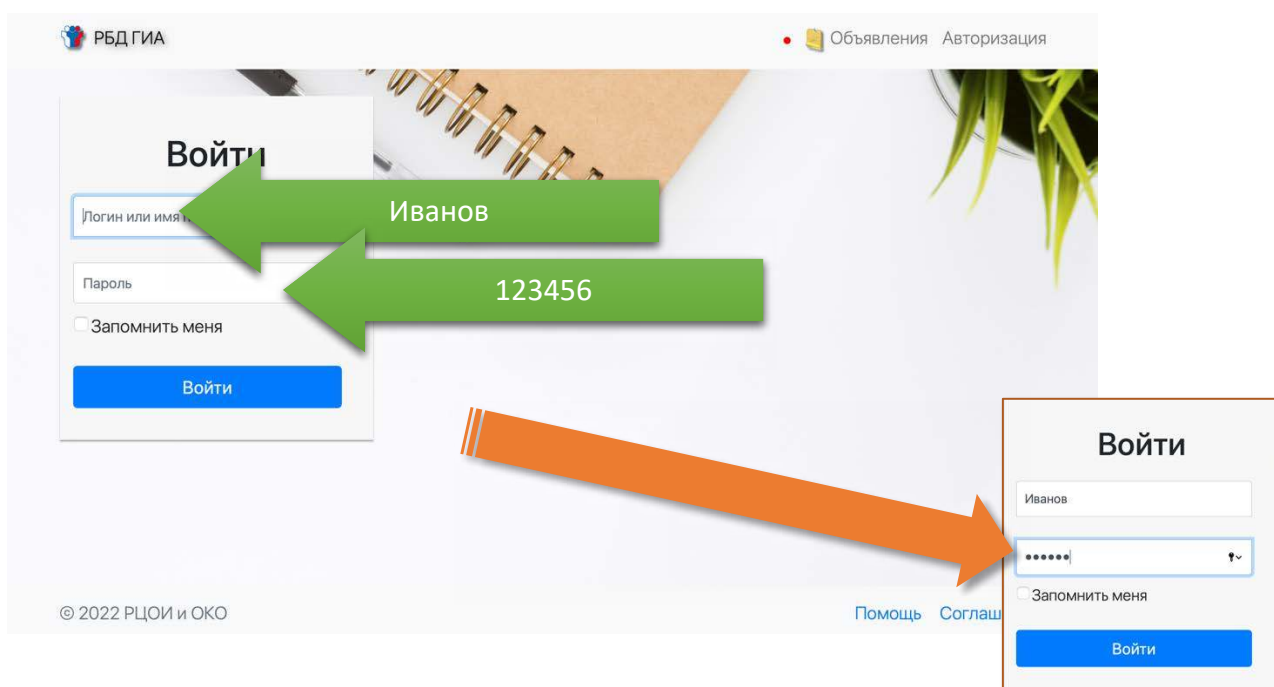 РБД ГИА
Объявления Авторизация
Войти
Логин или имя
Иванов
Пароль
123456
Запомнить меня
Войти
Войти
Иванов
••••••
Запомнить меня
Войти
© 2022 РЦОИ и ОКО
Помощь Соглаш